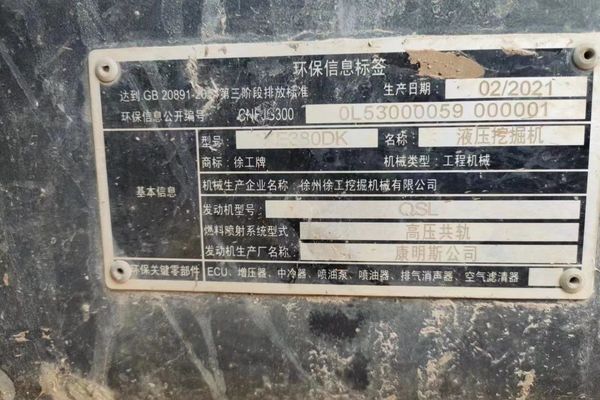 环保信息标签
达到 GB 20891-20 第三阶段排放标准 生产日期: 02/2021
环保信息公开编号: CN FJ G300 0L53000059 000001
型号: E380DK 名称: 液压挖掘机
商标: 徐工牌 机械类型: 工程机械
基本信息
机械生产企业名称: 徐州徐工挖掘机械有限公司
发动机型号: QSL
燃料喷射系统型式: 高压共轨
发动机生产厂名称: 康明斯公司
环保关键零部件 ECU、增压器、中冷器、喷油泵、喷油器、排气消声器、空气滤清器